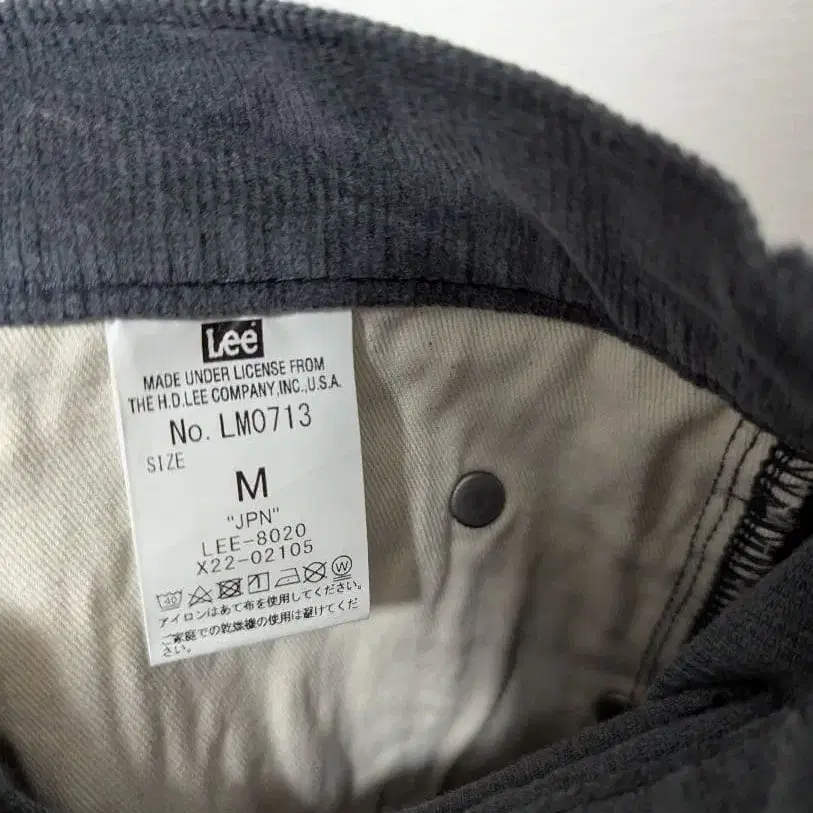 Lee
MADE UNDER LICENSE FROM
THE H.D.LEE COMPANY,INC.,U.S.A.
No. LM0713
SIZE
M
"JPN"
LEE-8020
X22-02105
40 W
アイロンはあて布を使用してください。
ご家庭での乾燥機の使用は避けてくだ
さい。